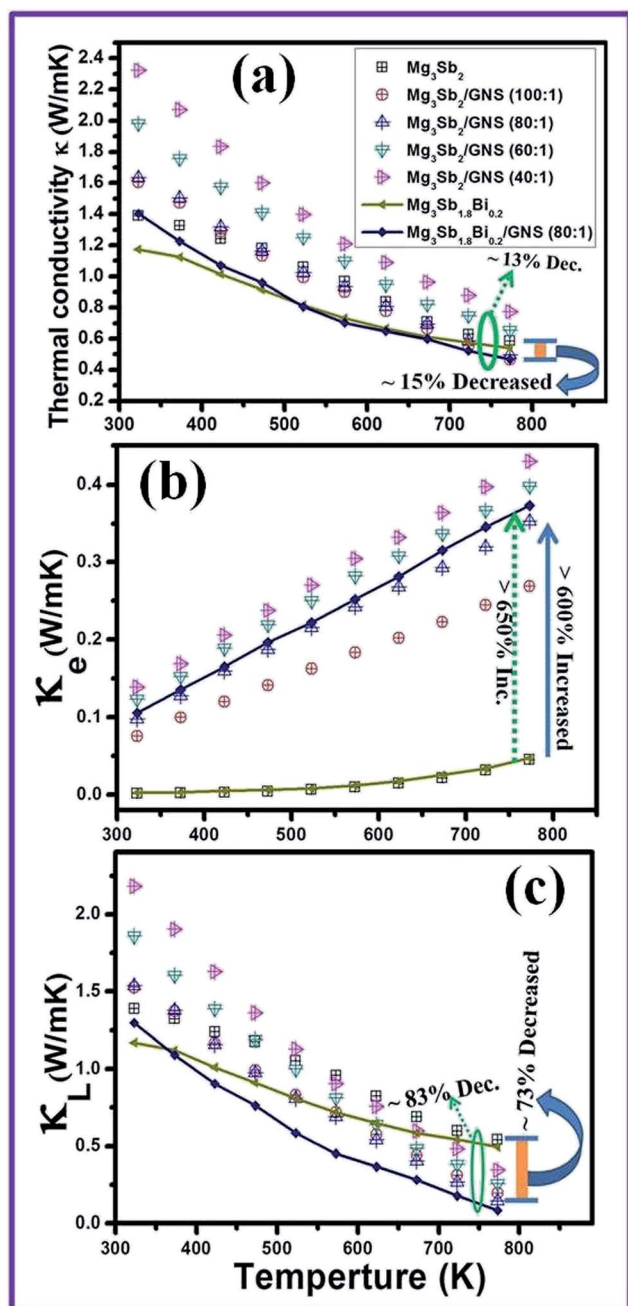 (a)
Thermal conductivity κ (W/mK)
2.4
2.2
2.0
1.8
1.6
1.4
1.2
1.0
0.8
0.6
0.4
0.2
Mg₃Sb₂
Mg₃Sb₂/GNS (100:1)
Mg₃Sb₂/GNS (80:1)
Mg₃Sb₂/GNS (60:1)
Mg₃Sb₂/GNS (40:1)
Mg₃Sb₁.₈Bi₀.₂
Mg₃Sb₁.₈Bi₀.₂/GNS (80:1)
~ 13% Dec.
~ 15% Decreased
300 400 500 600 700 800
(b)
κe (W/mK)
0.4
0.3
0.2
0.1
0.0
> 650% Inc.
> 600% Increased
300 400 500 600 700 800
(c)
κL (W/mK)
2.0
1.5
1.0
0.5
0.0
~ 83% Dec.
~ 73% Decreased
300 400 500 600 700 800
Temperture (K)